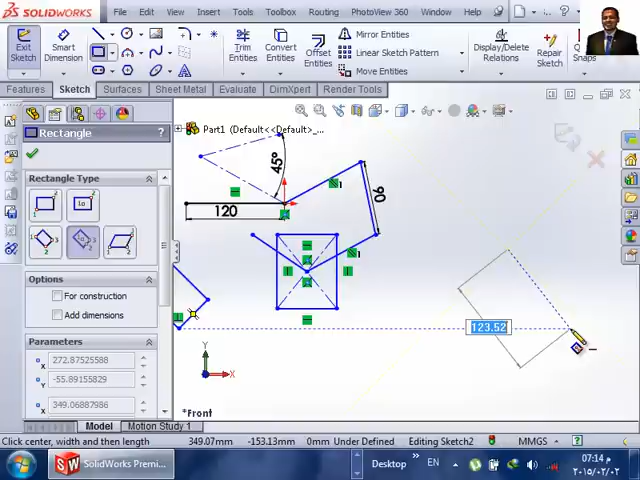 SOLIDWORKS
File Edit View Insert Tools Toolbox Routing PhotoView 360 Window Help
Exit Sketch
Smart Dimension
Trim Entities
Convert Entities
Offset Entities
Mirror Entities
Linear Sketch Pattern
Move Entities
Display/Delete Relations
Repair Sketch
Snaps
Features Sketch Surfaces Sheet Metal Evaluate DimXpert Render Tools
Rectangle ?
Part1 (Default<<Default>_...
Rectangle Type
Options
For construction
Add dimensions
Parameters
272.87525588
-55.89155829
349.06887986
45°
120
90
123.52
Y
X
*Front
Model Motion Study 1
Click center, width and then length 349.07mm -153.13mm 0mm Under Defined Editing Sketch2 MMGS
SW SolidWorks Premi... Desktop EN
07:14 م
٢٠١٥/٠٢/٠٢